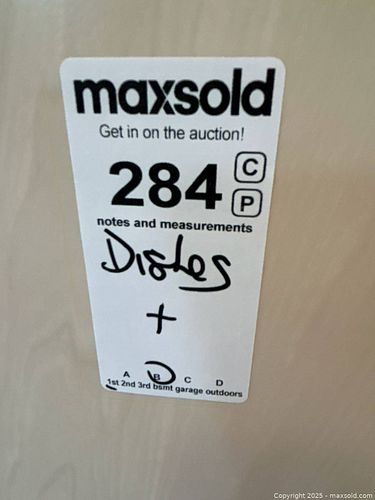 maxsold
Get in on the auction!
284 C
P
notes and measurements
Dishes
+
A B C D
1st 2nd 3rd bsmt garage outdoors
Copyright 2025 - maxsold.com